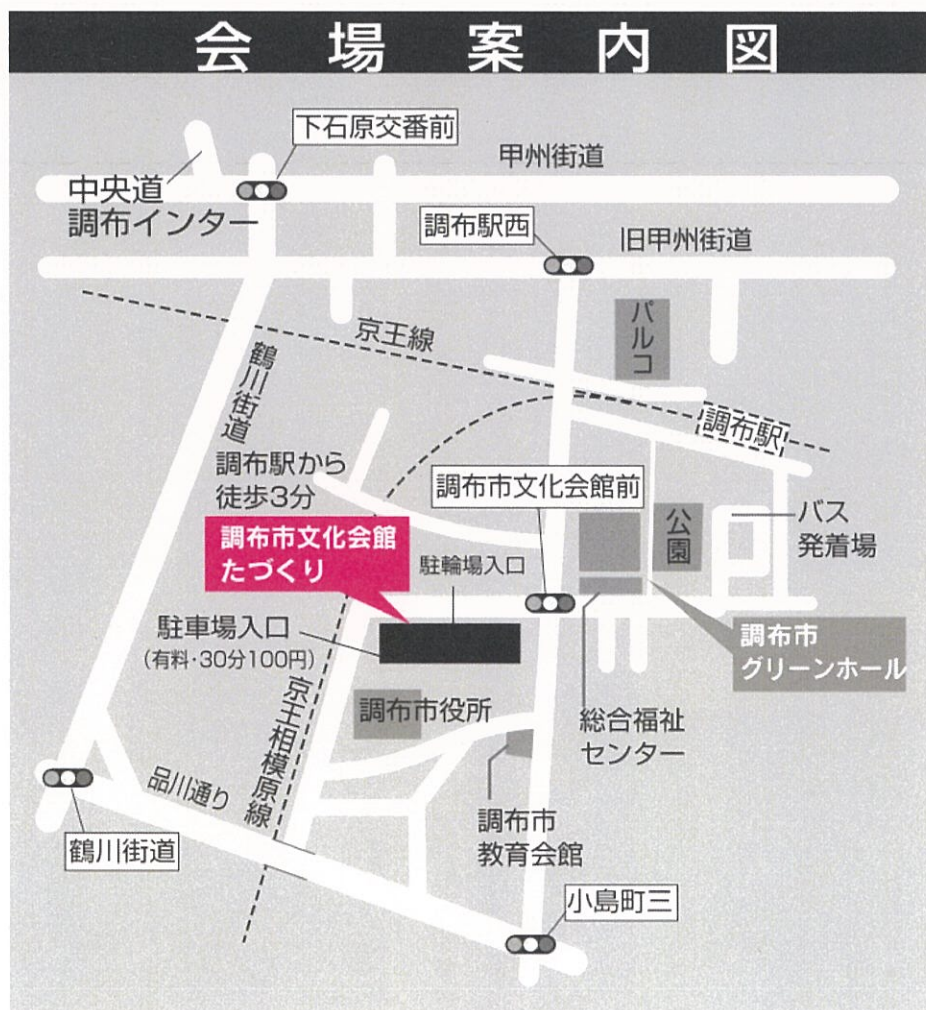 会場案内図
下石原交番前
甲州街道
中央道
調布インター
調布駅西
旧甲州街道
パルコ
京王線
鶴川街道
調布駅
調布駅から
徒歩3分
調布市文化会館前
公園
バス
発着場
調布市文化会館
たづくり
駐輪場入口
駐車場入口
(有料・30分100円)
調布市
グリーンホール
京王相模原線
調布市役所
総合福祉
センター
品川通り
調布市
教育会館
鶴川街道
小島町三